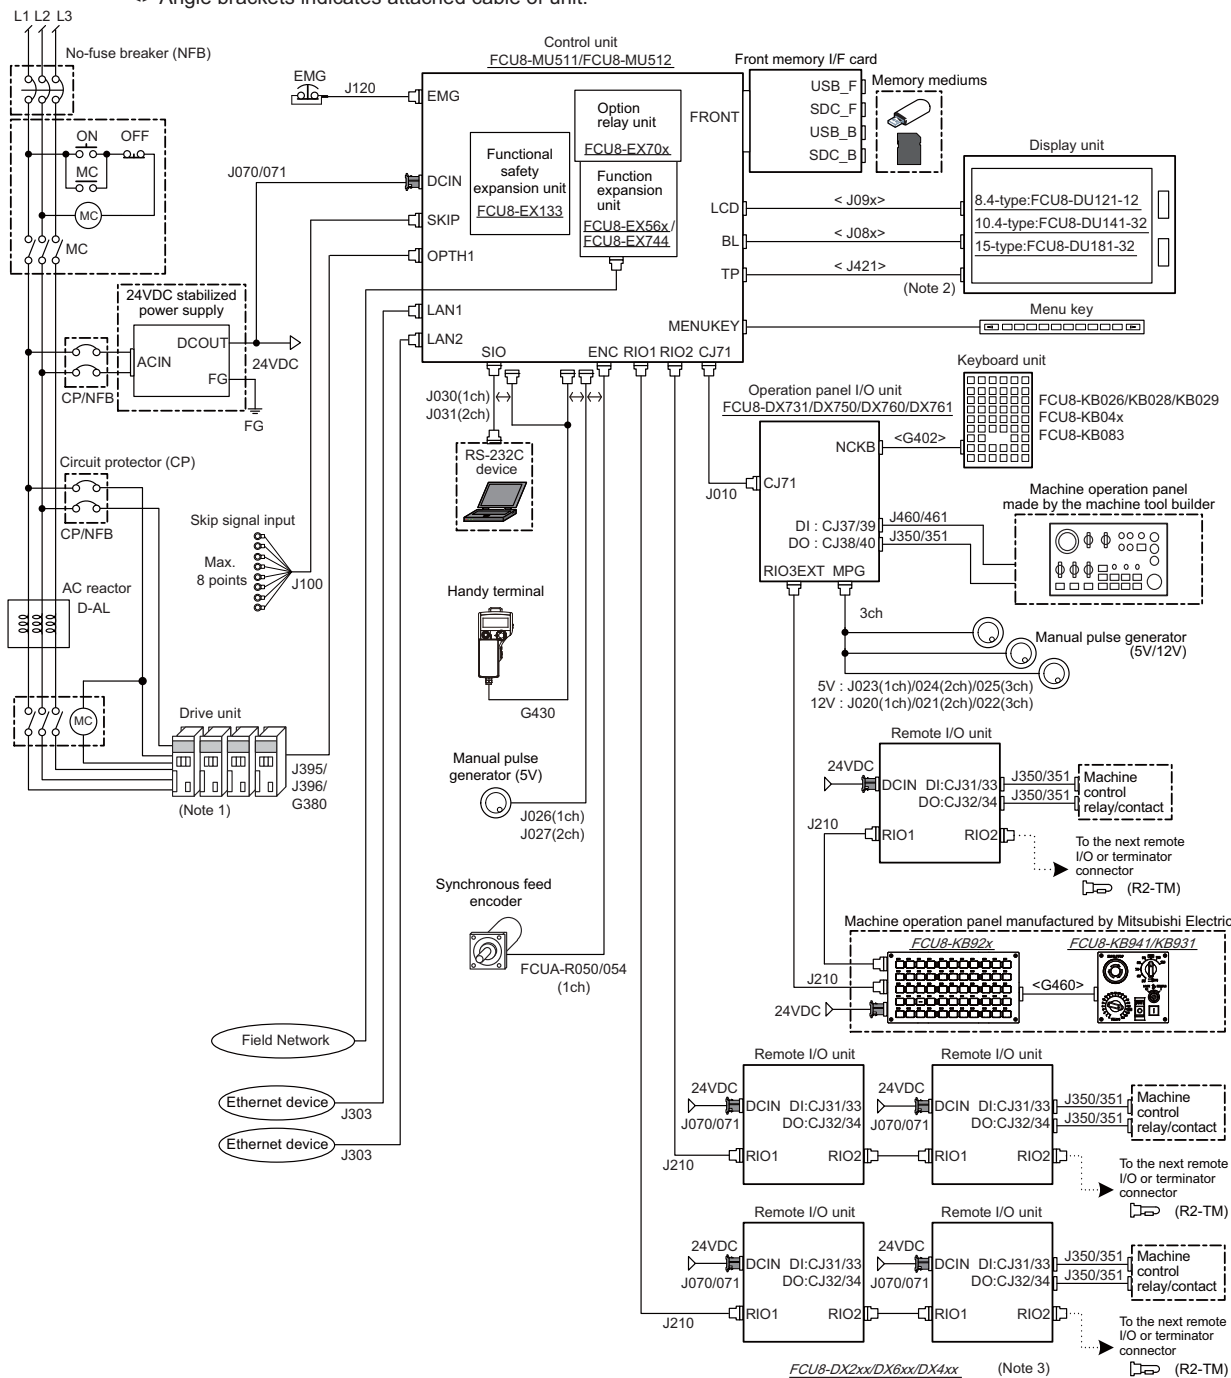 <> Angle brackets indicates attached cable of unit.
L1 L2 L3
No-fuse breaker (NFB)
ON
OFF
MC
MC
MC
24VDC stabilized
power supply
DCOUT
ACIN
24VDC
FG
FG
CP/NFB
Circuit protector (CP)
CP/NFB
AC reactor
D-AL
MC
Drive unit
(Note 1)
J395/
J396/
G380
EMG
J120
J070/071
Skip signal input
Max.
8 points
J100
Control unit
FCU8-MU511/FCU8-MU512
EMG
DCIN
SKIP
OPTH1
LAN1
LAN2
SIO
ENC
RIO1
RIO2
CJ71
Functional
safety
expansion unit
FCU8-EX133
Option
relay unit
FCU8-EX70x
Function
expansion
unit
FCU8-EX56x/
FCU8-EX744
FRONT
LCD
BL
TP
MENUKEY
Front memory I/F card
USB_F
SDC_F
USB_B
SDC_B
Memory mediums
Display unit
8.4-type:FCU8-DU121-12
10.4-type:FCU8-DU141-32
15-type:FCU8-DU181-32
< J09x>
< J08x>
< J421>
(Note 2)
Menu key
J030(1ch)
J031(2ch)
RS-232C
device
Handy terminal
G430
Manual pulse
generator (5V)
J026(1ch)
J027(2ch)
Synchronous feed
encoder
FCUA-R050/054
(1ch)
Field Network
Ethernet device
J303
Ethernet device
J303
Keyboard unit
FCU8-KB026/KB028/KB029
FCU8-KB04x
FCU8-KB083
Operation panel I/O unit
FCU8-DX731/DX750/DX760/DX761
NCKB
<G402>
CJ71
J010
DI : CJ37/39
DO : CJ38/40
RIO3EXT
MPG
J460/461
J350/351
Machine operation panel
made by the machine tool builder
3ch
Manual pulse generator
(5V/12V)
5V : J023(1ch)/024(2ch)/025(3ch)
12V : J020(1ch)/021(2ch)/022(3ch)
Remote I/O unit
24VDC
DCIN
DI:CJ31/33
DO:CJ32/34
J350/351
J350/351
Machine
control
relay/contact
J210
RIO1
RIO2
To the next remote
I/O or terminator
connector
(R2-TM)
Machine operation panel manufactured by Mitsubishi Electric
FCU8-KB92x
FCU8-KB941/KB931
J210
<G460>
24VDC
Remote I/O unit
Remote I/O unit
24VDC
DCIN
DI:CJ31/33
DO:CJ32/34
J070/071
24VDC
DCIN
DI:CJ31/33
DO:CJ32/34
J070/071
J350/351
J350/351
Machine
control
relay/contact
J210
RIO1
RIO2
RIO1
RIO2
To the next remote
I/O or terminator
connector
(R2-TM)
Remote I/O unit
Remote I/O unit
24VDC
DCIN
DI:CJ31/33
DO:CJ32/34
J070/071
24VDC
DCIN
DI:CJ31/33
DO:CJ32/34
J070/071
J350/351
J350/351
Machine
control
relay/contact
J210
RIO1
RIO2
RIO1
RIO2
To the next remote
I/O or terminator
connector
(R2-TM)
FCU8-DX2xx/DX6xx/DX4xx
(Note 3)